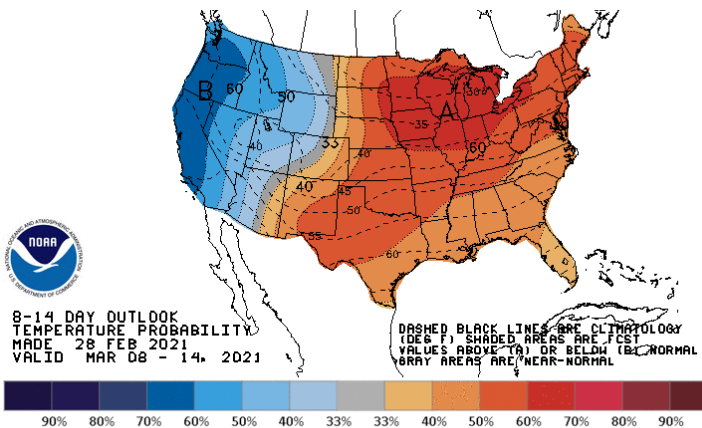 B
60
50
40
33
40
40
45
50
55
60
A
30
35
60
NATIONAL OCEANIC AND ATMOSPHERIC ADMINISTRATION
NOAA
U.S. DEPARTMENT OF COMMERCE
8-14 DAY OUTLOOK
TEMPERATURE PROBABILITY
MADE 28 FEB 2021
VALID MAR 08 - 14, 2021
DASHED BLACK LINES ARE CLIMATOLOGY
(DEG F) SHADED AREAS ARE FCST
VALUES ABOVE (A) OR BELOW (B) NORMAL
GRAY AREAS ARE NEAR-NORMAL
90% 80% 70% 60% 50% 40% 33% 33% 40% 50% 60% 70% 80% 90%